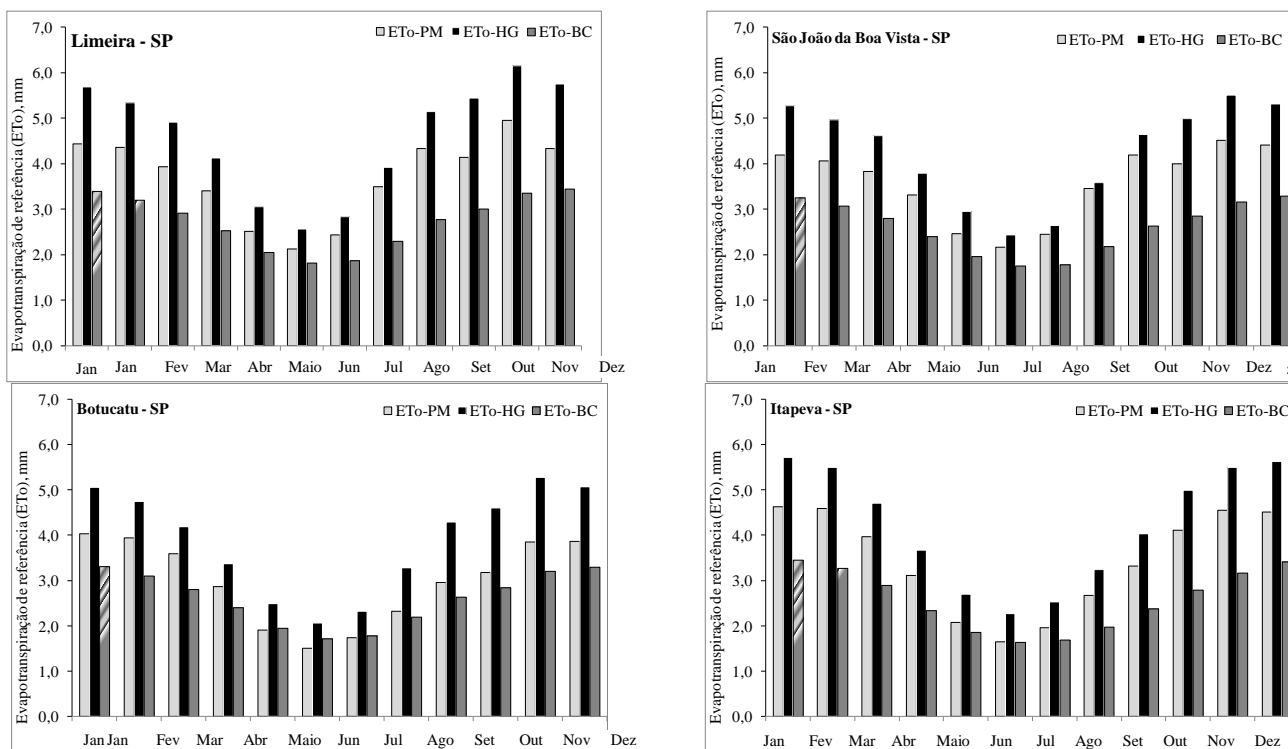 Limeira - SP
ETo-PM ETo-HG ETo-BC
Evapotranspiração de referência (ETo), mm
7,0
6,0
5,0
4,0
3,0
2,0
1,0
0,0
Jan Jan Fev Mar Abr Maio Jun Jul Ago Set Out Nov Dez
São João da Boa Vista - SP
ETo-PM ETo-HG ETo-BC
Evapotranspiração de referência (ETo), mm
7,0
6,0
5,0
4,0
3,0
2,0
1,0
0,0
Jan Fev Mar Abr Maio Jun Jul Ago Set Out Nov Dez
Botucatu - SP
ETo-PM ETo-HG ETo-BC
Evapotranspiração de referência (ETo), mm
7,0
6,0
5,0
4,0
3,0
2,0
1,0
0,0
Jan Jan Fev Mar Abr Maio Jun Jul Ago Set Out Nov Dez
Itapeva - SP
ETo-PM ETo-HG ETo-BC
Evapotranspiração de referência (ETo), mm
7,0
6,0
5,0
4,0
3,0
2,0
1,0
0,0
Jan Fev Mar Abr Maio Jun Jul Ago Set Out Nov Dez